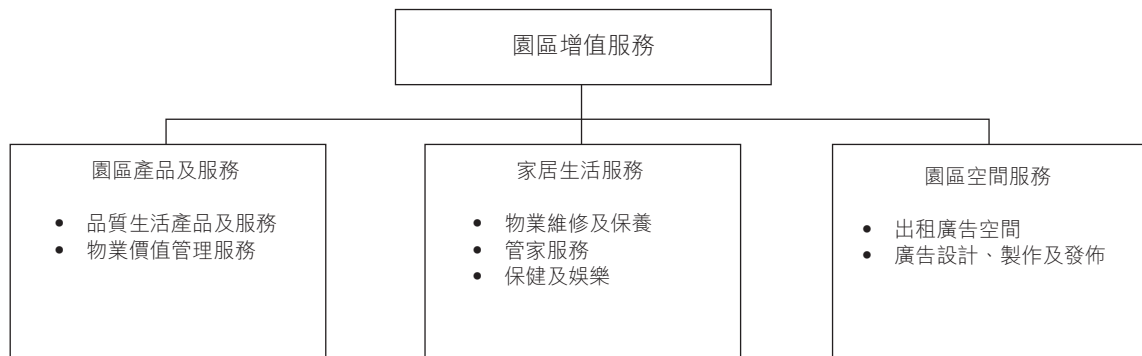 園區增值服務
園區產品及服務
• 品質生活產品及服務
• 物業價值管理服務
家居生活服務
• 物業維修及保養
• 管家服務
• 保健及娛樂
園區空間服務
• 出租廣告空間
• 廣告設計、製作及發佈